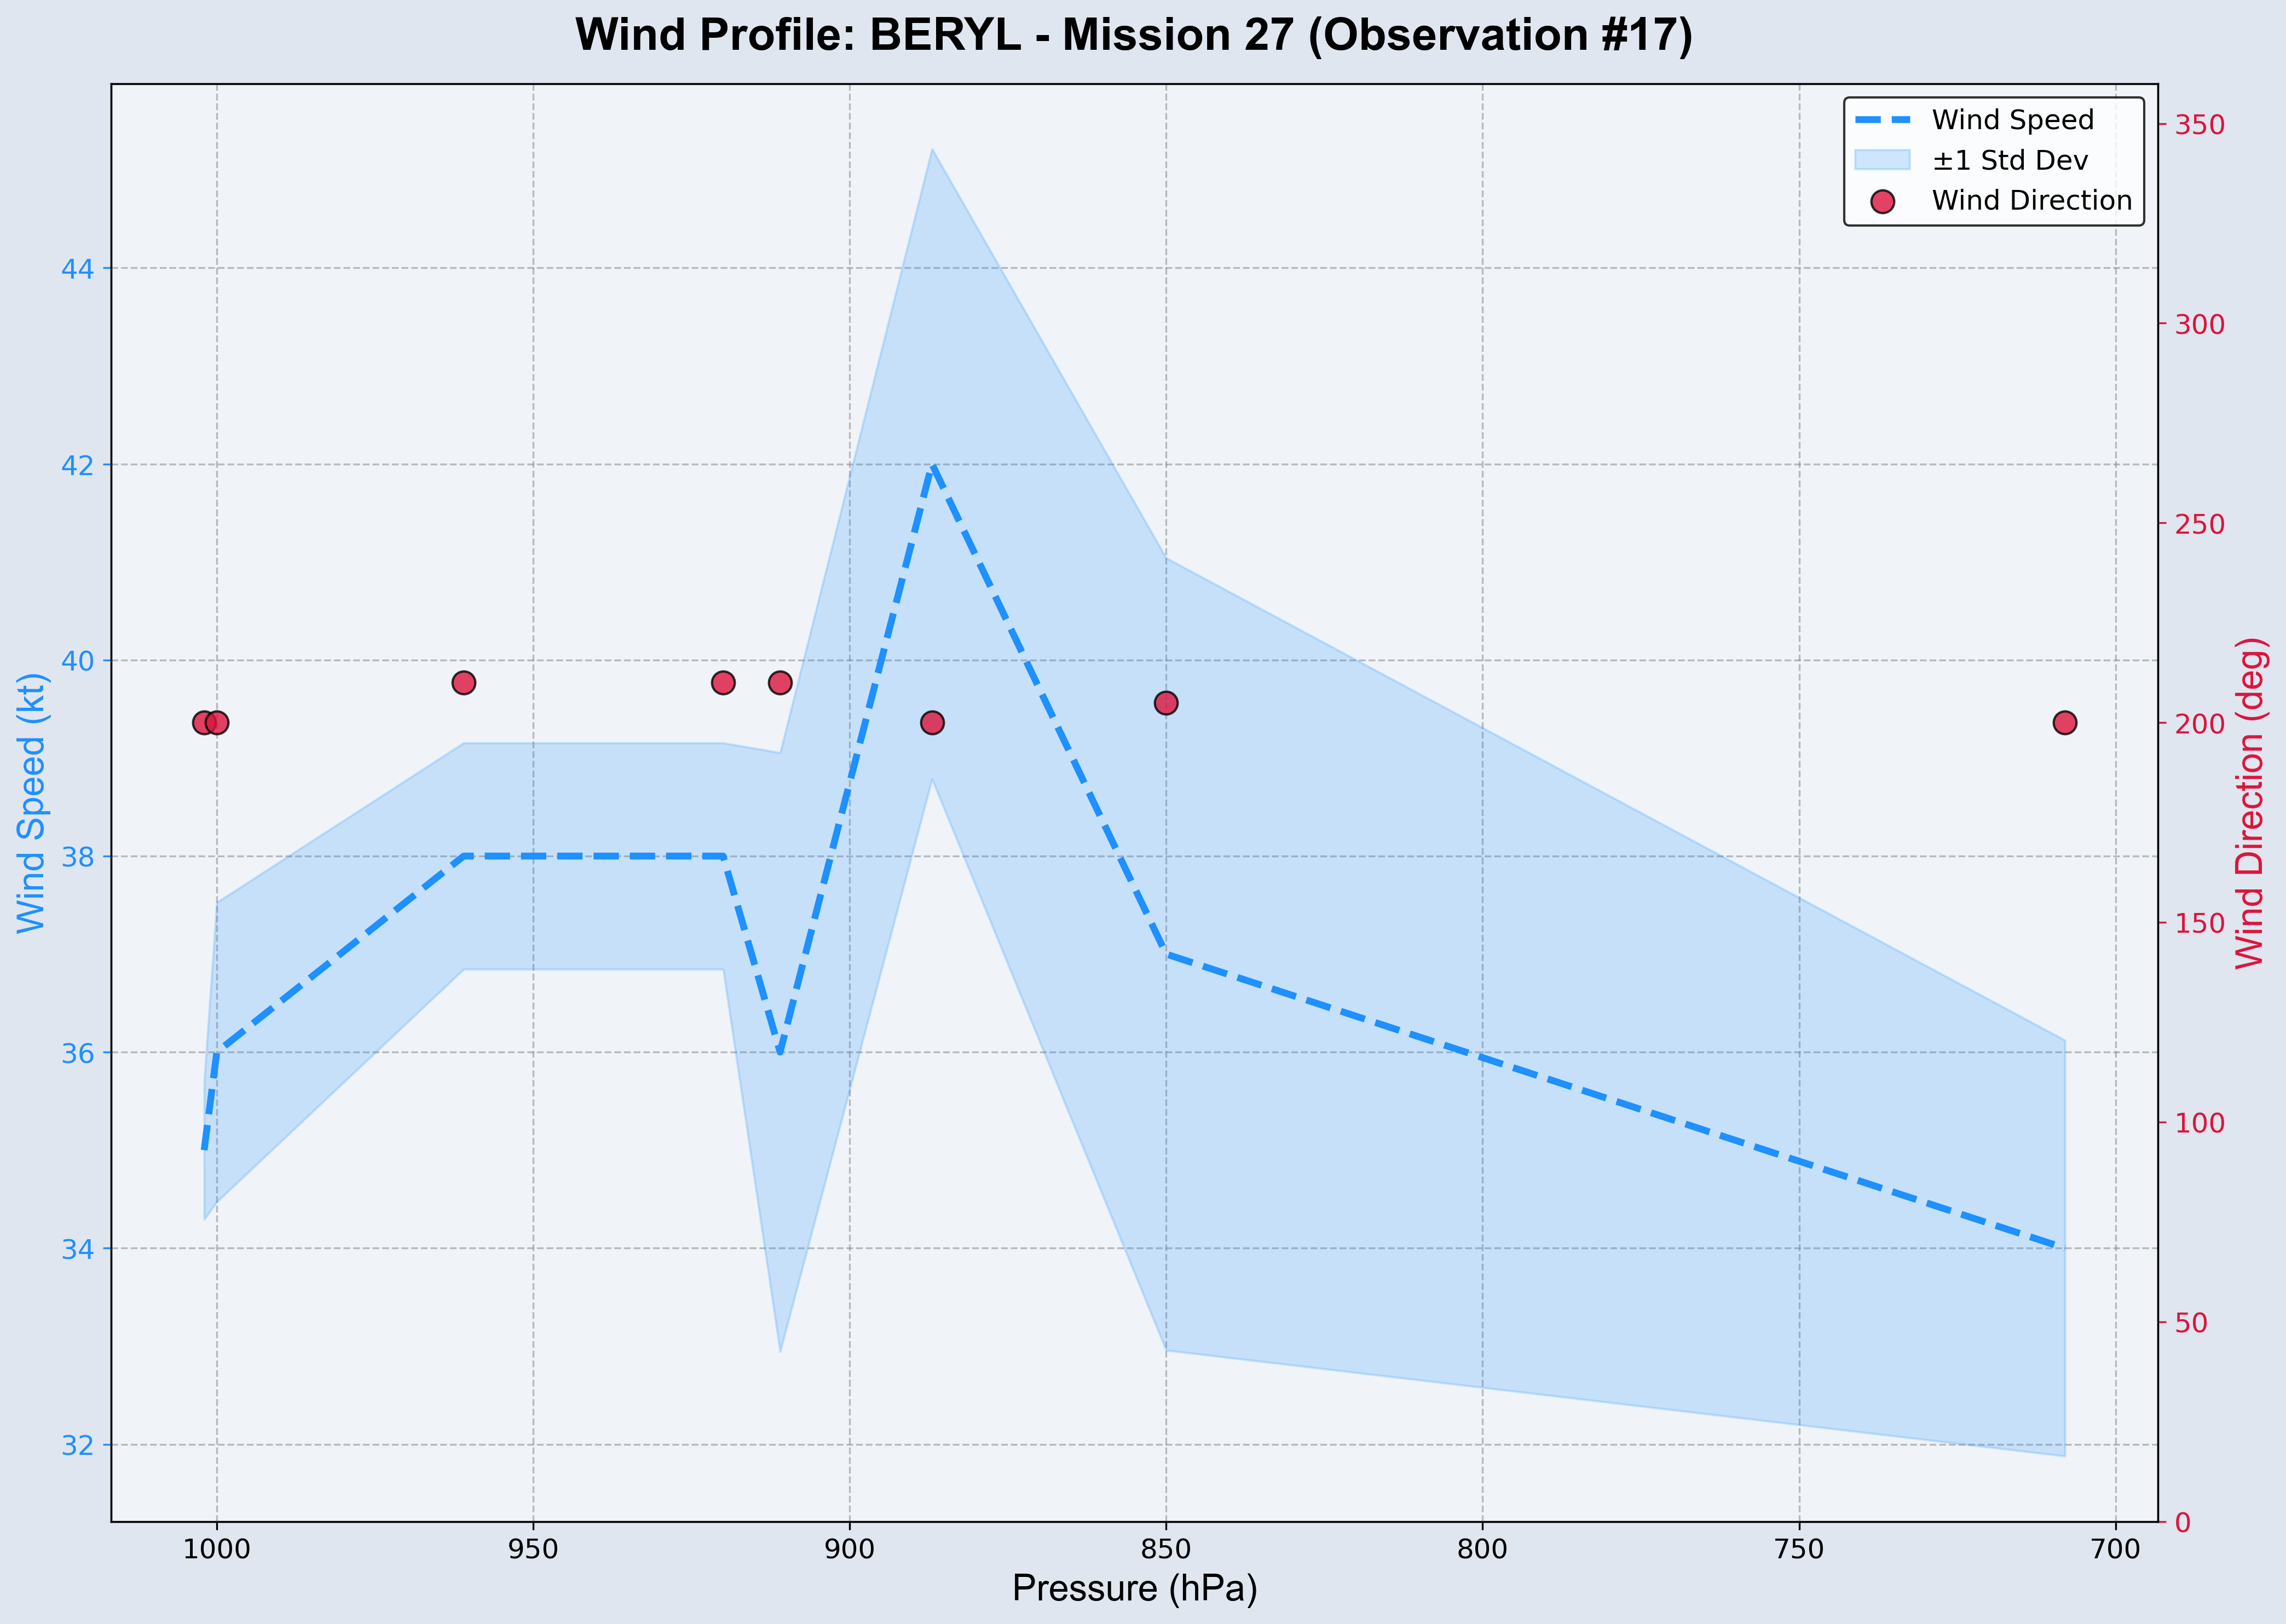 Wind Profile: BERYL - Mission 27 (Observation #17)
Wind Speed
±1 Std Dev
Wind Direction
Wind Speed (kt)
44
42
40
38
36
34
32
350
300
250
200
150
100
50
0
Wind Direction (deg)
1000 950 900 850 800 750 700
Pressure (hPa)